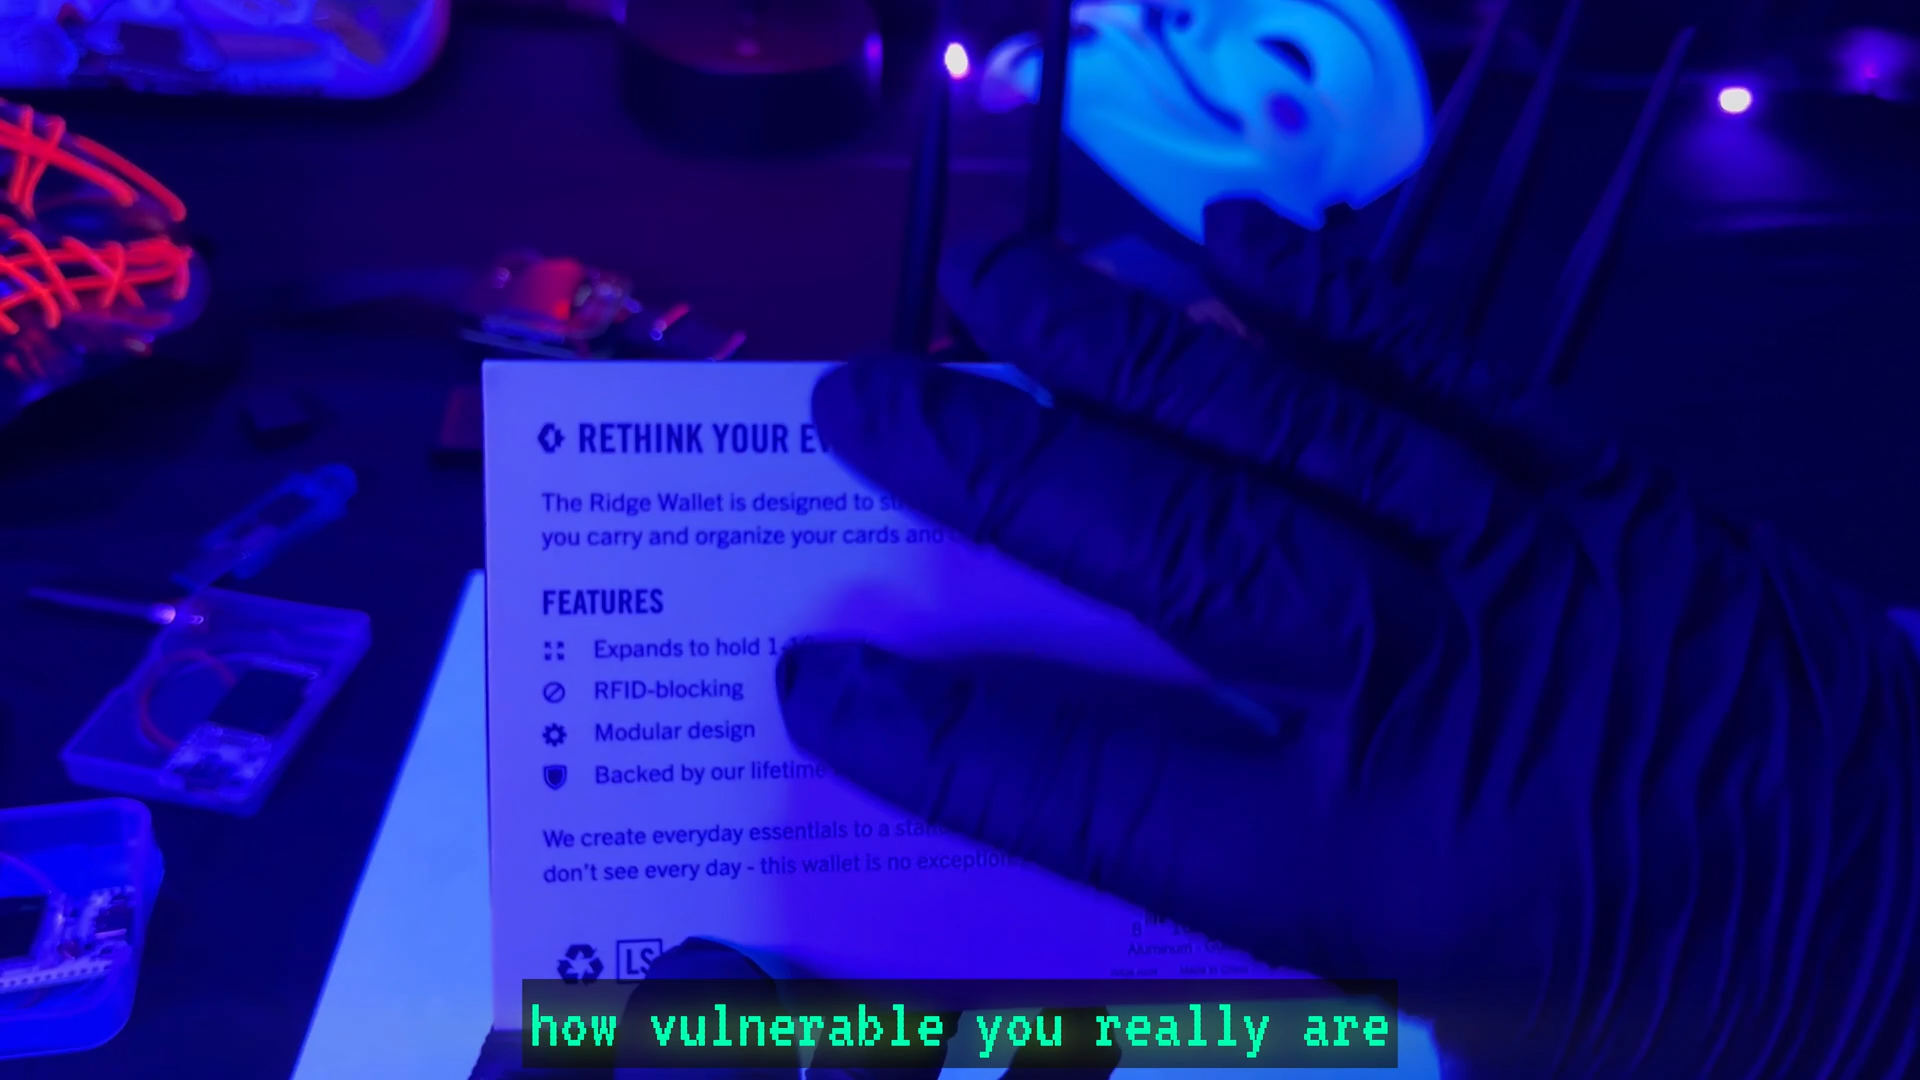 RETHINK YOUR
The Ridge Wallet is designed to
you carry and organize your cards and
FEATURES
Expands to hold
RFID-blocking
Modular design
Backed by our lifetime
We create everyday essentials to a
don't see every day - this wallet is no exception
LS
Aluminum
how vulnerable you really are